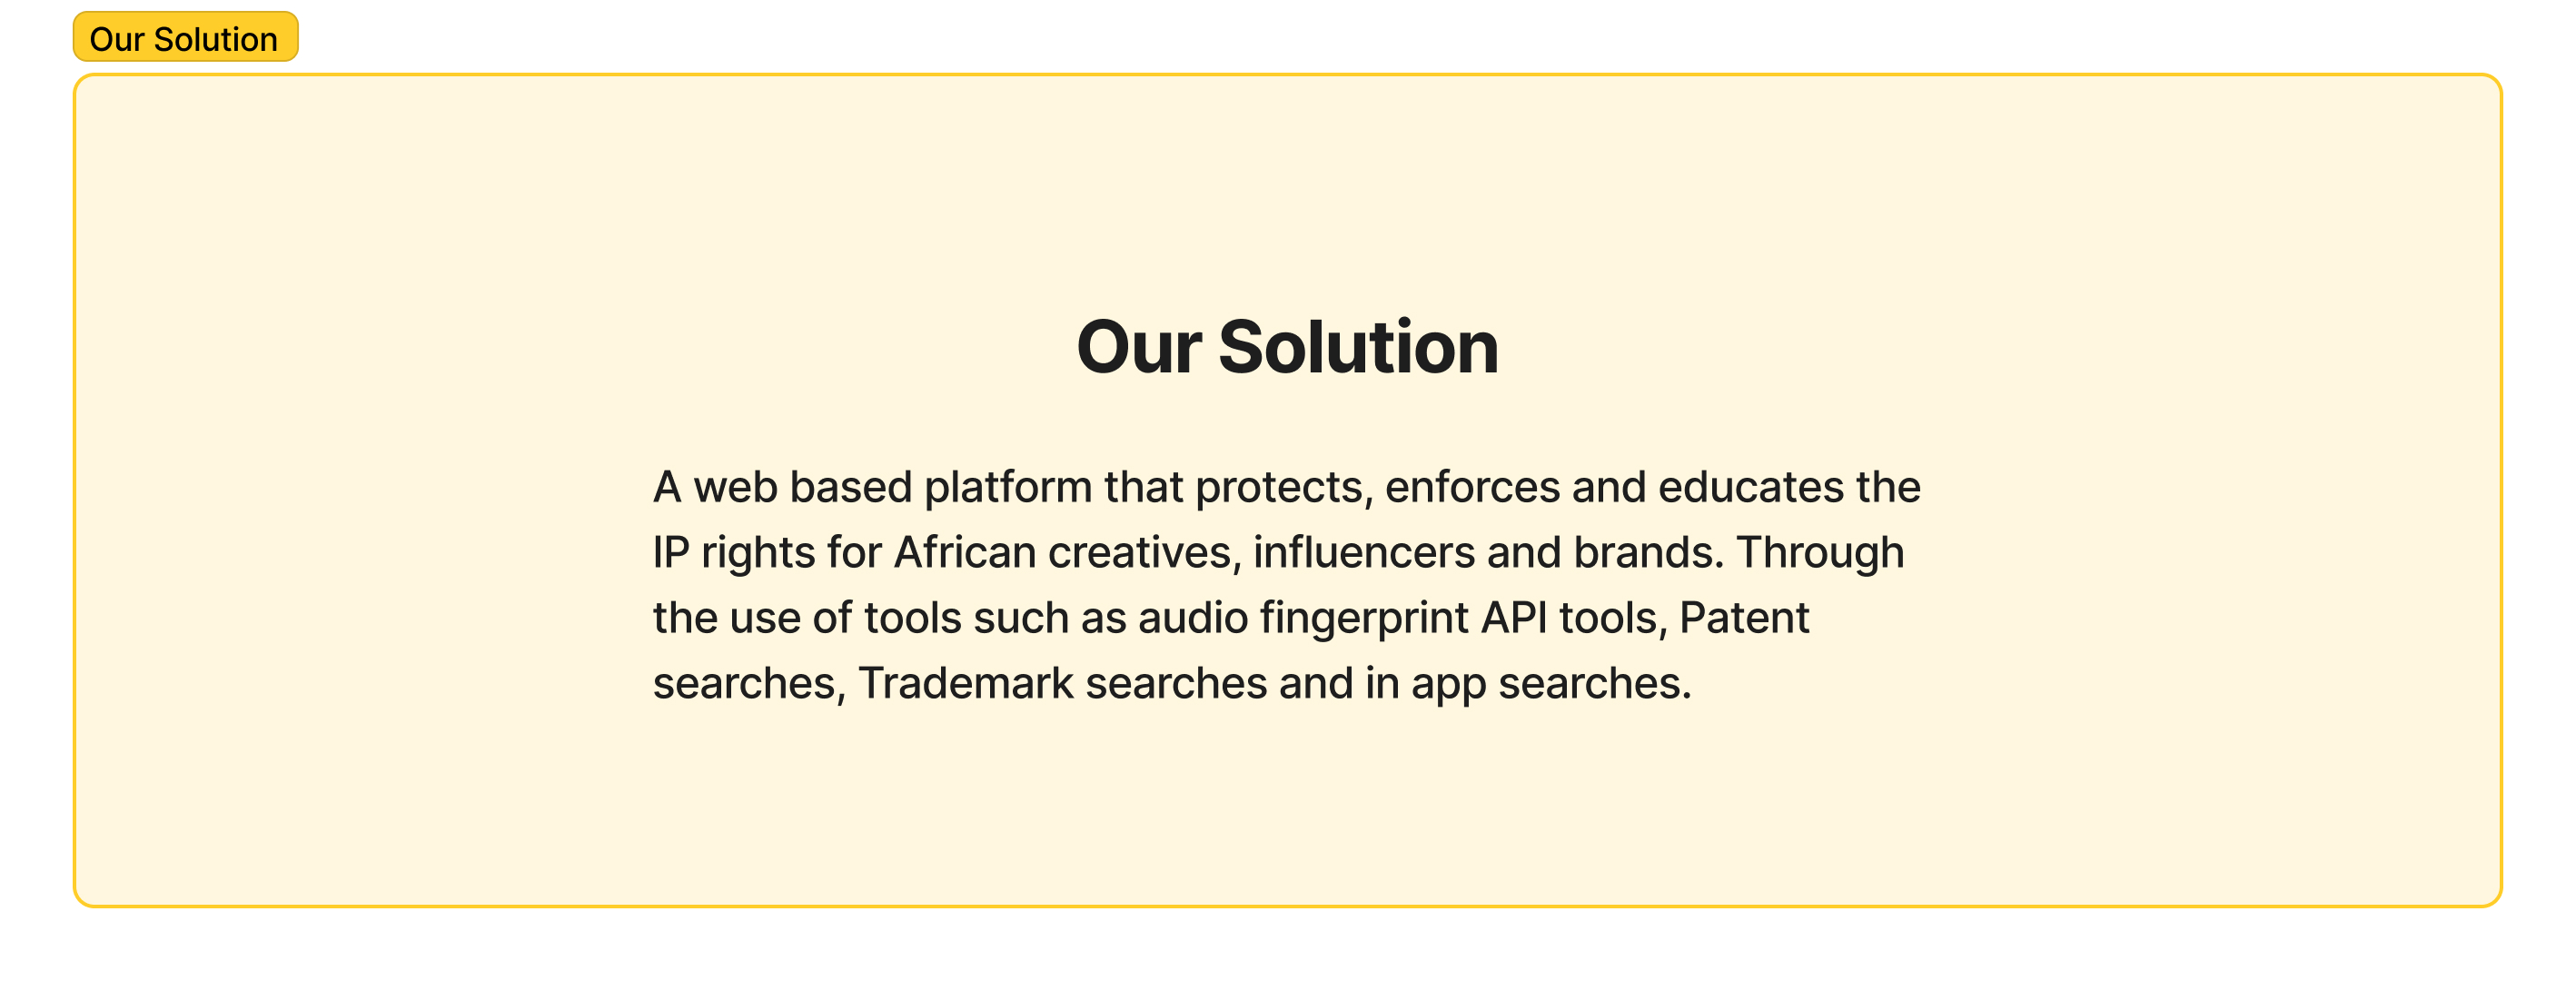 Our Solution
Our Solution
A web based platform that protects, enforces and educates the
IP rights for African creatives, influencers and brands. Through
the use of tools such as audio fingerprint API tools, Patent
searches, Trademark searches and in app searches.